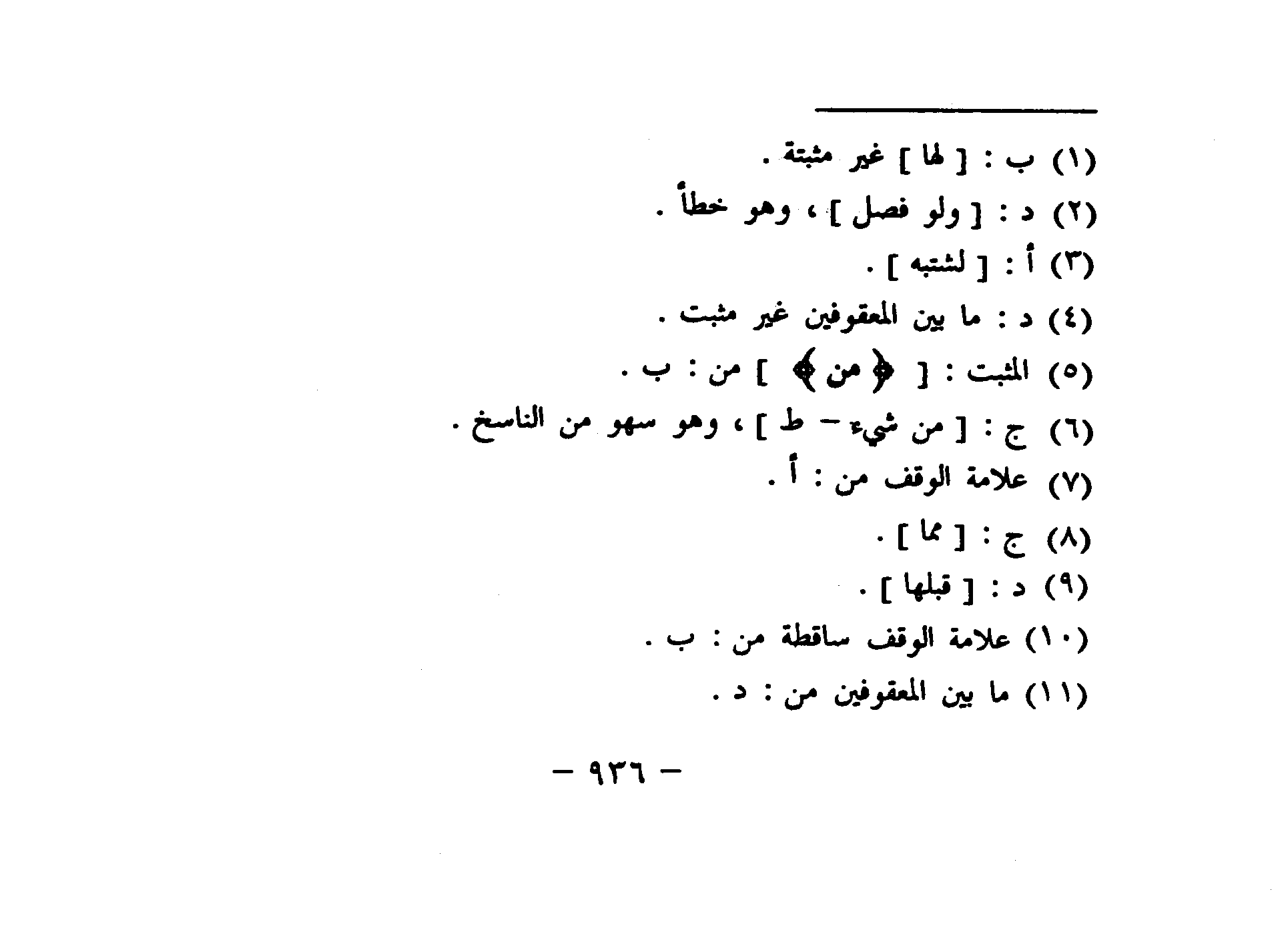 (١) ب : [ لها ] غير مثبتة .
(٢) د : [ ولو فصل ] ، وهو خطأ .
(٣) أ : [ لشتبه ] .
(٤) د : ما بين المعقوفين غير مثبت .
(٥) المثبت : [ ﴿ من ﴾ ] من : ب .
(٦) ج : [ من شيء – ط ] ، وهو سهو من الناسخ .
(٧) علامة الوقف من : أ .
(٨) ج : [ مما ] .
(٩) د : [ قبلها ] .
(١٠) علامة الوقف ساقطة من : ب .
(١١) ما بين المعقوفين من : د .
– ٩٣٦ –